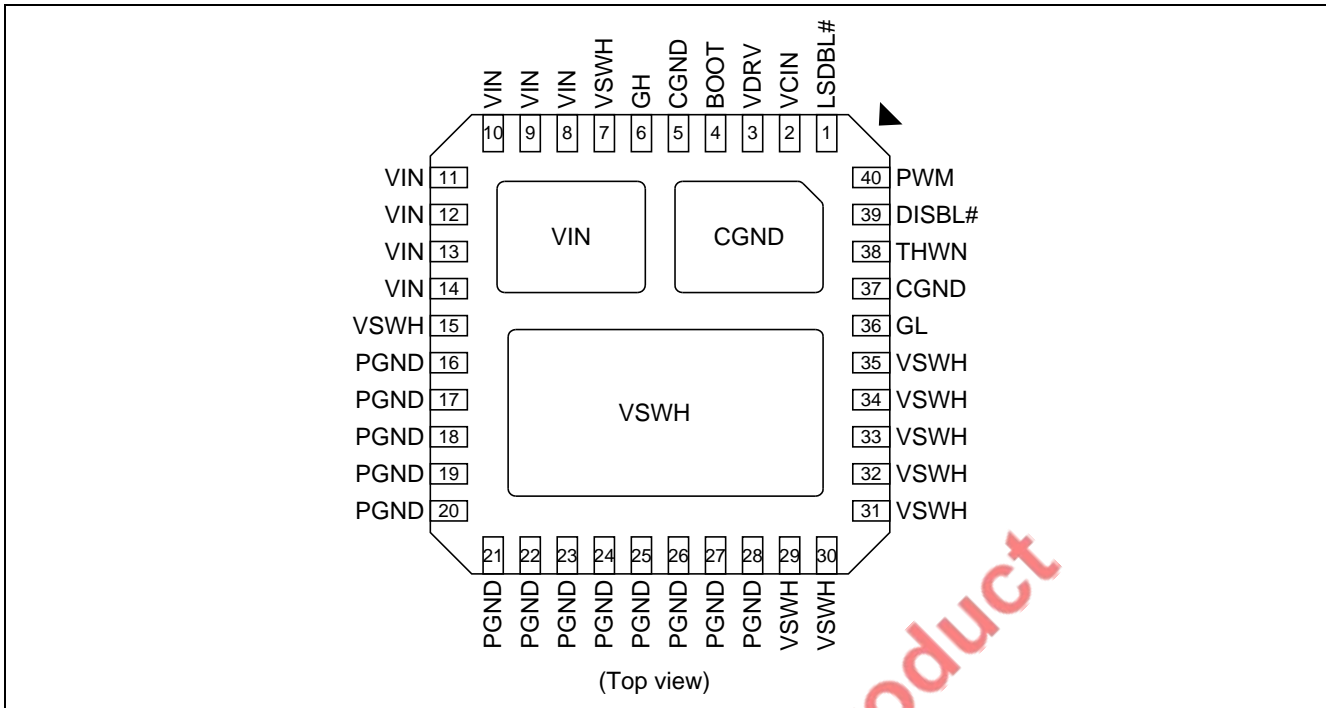 VIN VIN VIN VSWH GH CGND BOOT VDRV VCIN LSDBL#
10 9 8 7 6 5 4 3 2 1
VIN 11
VIN 12
VIN 13
VIN 14
VSWH 15
PGND 16
PGND 17
PGND 18
PGND 19
PGND 20
VIN
CGND
VSWH
40 PWM
39 DISBL#
38 THWN
37 CGND
36 GL
35 VSWH
34 VSWH
33 VSWH
32 VSWH
31 VSWH
21 22 23 24 25 26 27 28 29 30
PGND PGND PGND PGND PGND PGND PGND PGND VSWH VSWH
(Top view)
oduct